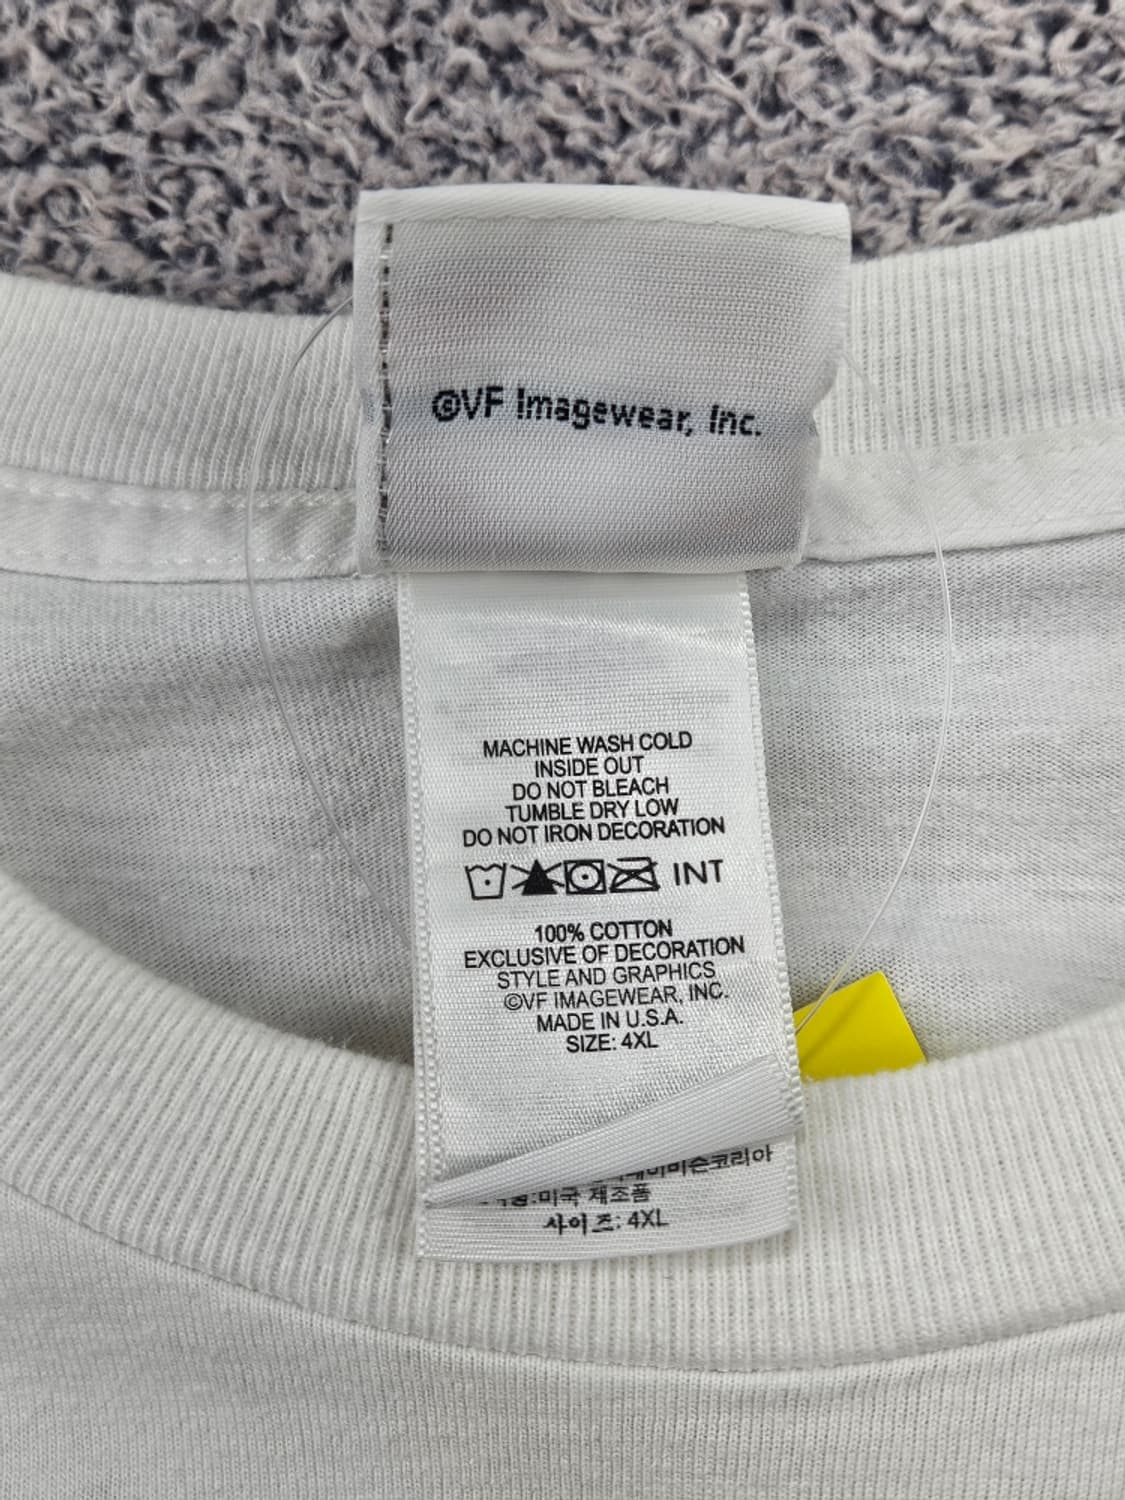 ©VF Imagewear, Inc.
MACHINE WASH COLD
INSIDE OUT
DO NOT BLEACH
TUMBLE DRY LOW
DO NOT IRON DECORATION
INT
100% COTTON
EXCLUSIVE OF DECORATION
STYLE AND GRAPHICS
©VF IMAGEWEAR, INC.
MADE IN U.S.A.
SIZE: 4XL
미국 제조품
사이즈: 4XL